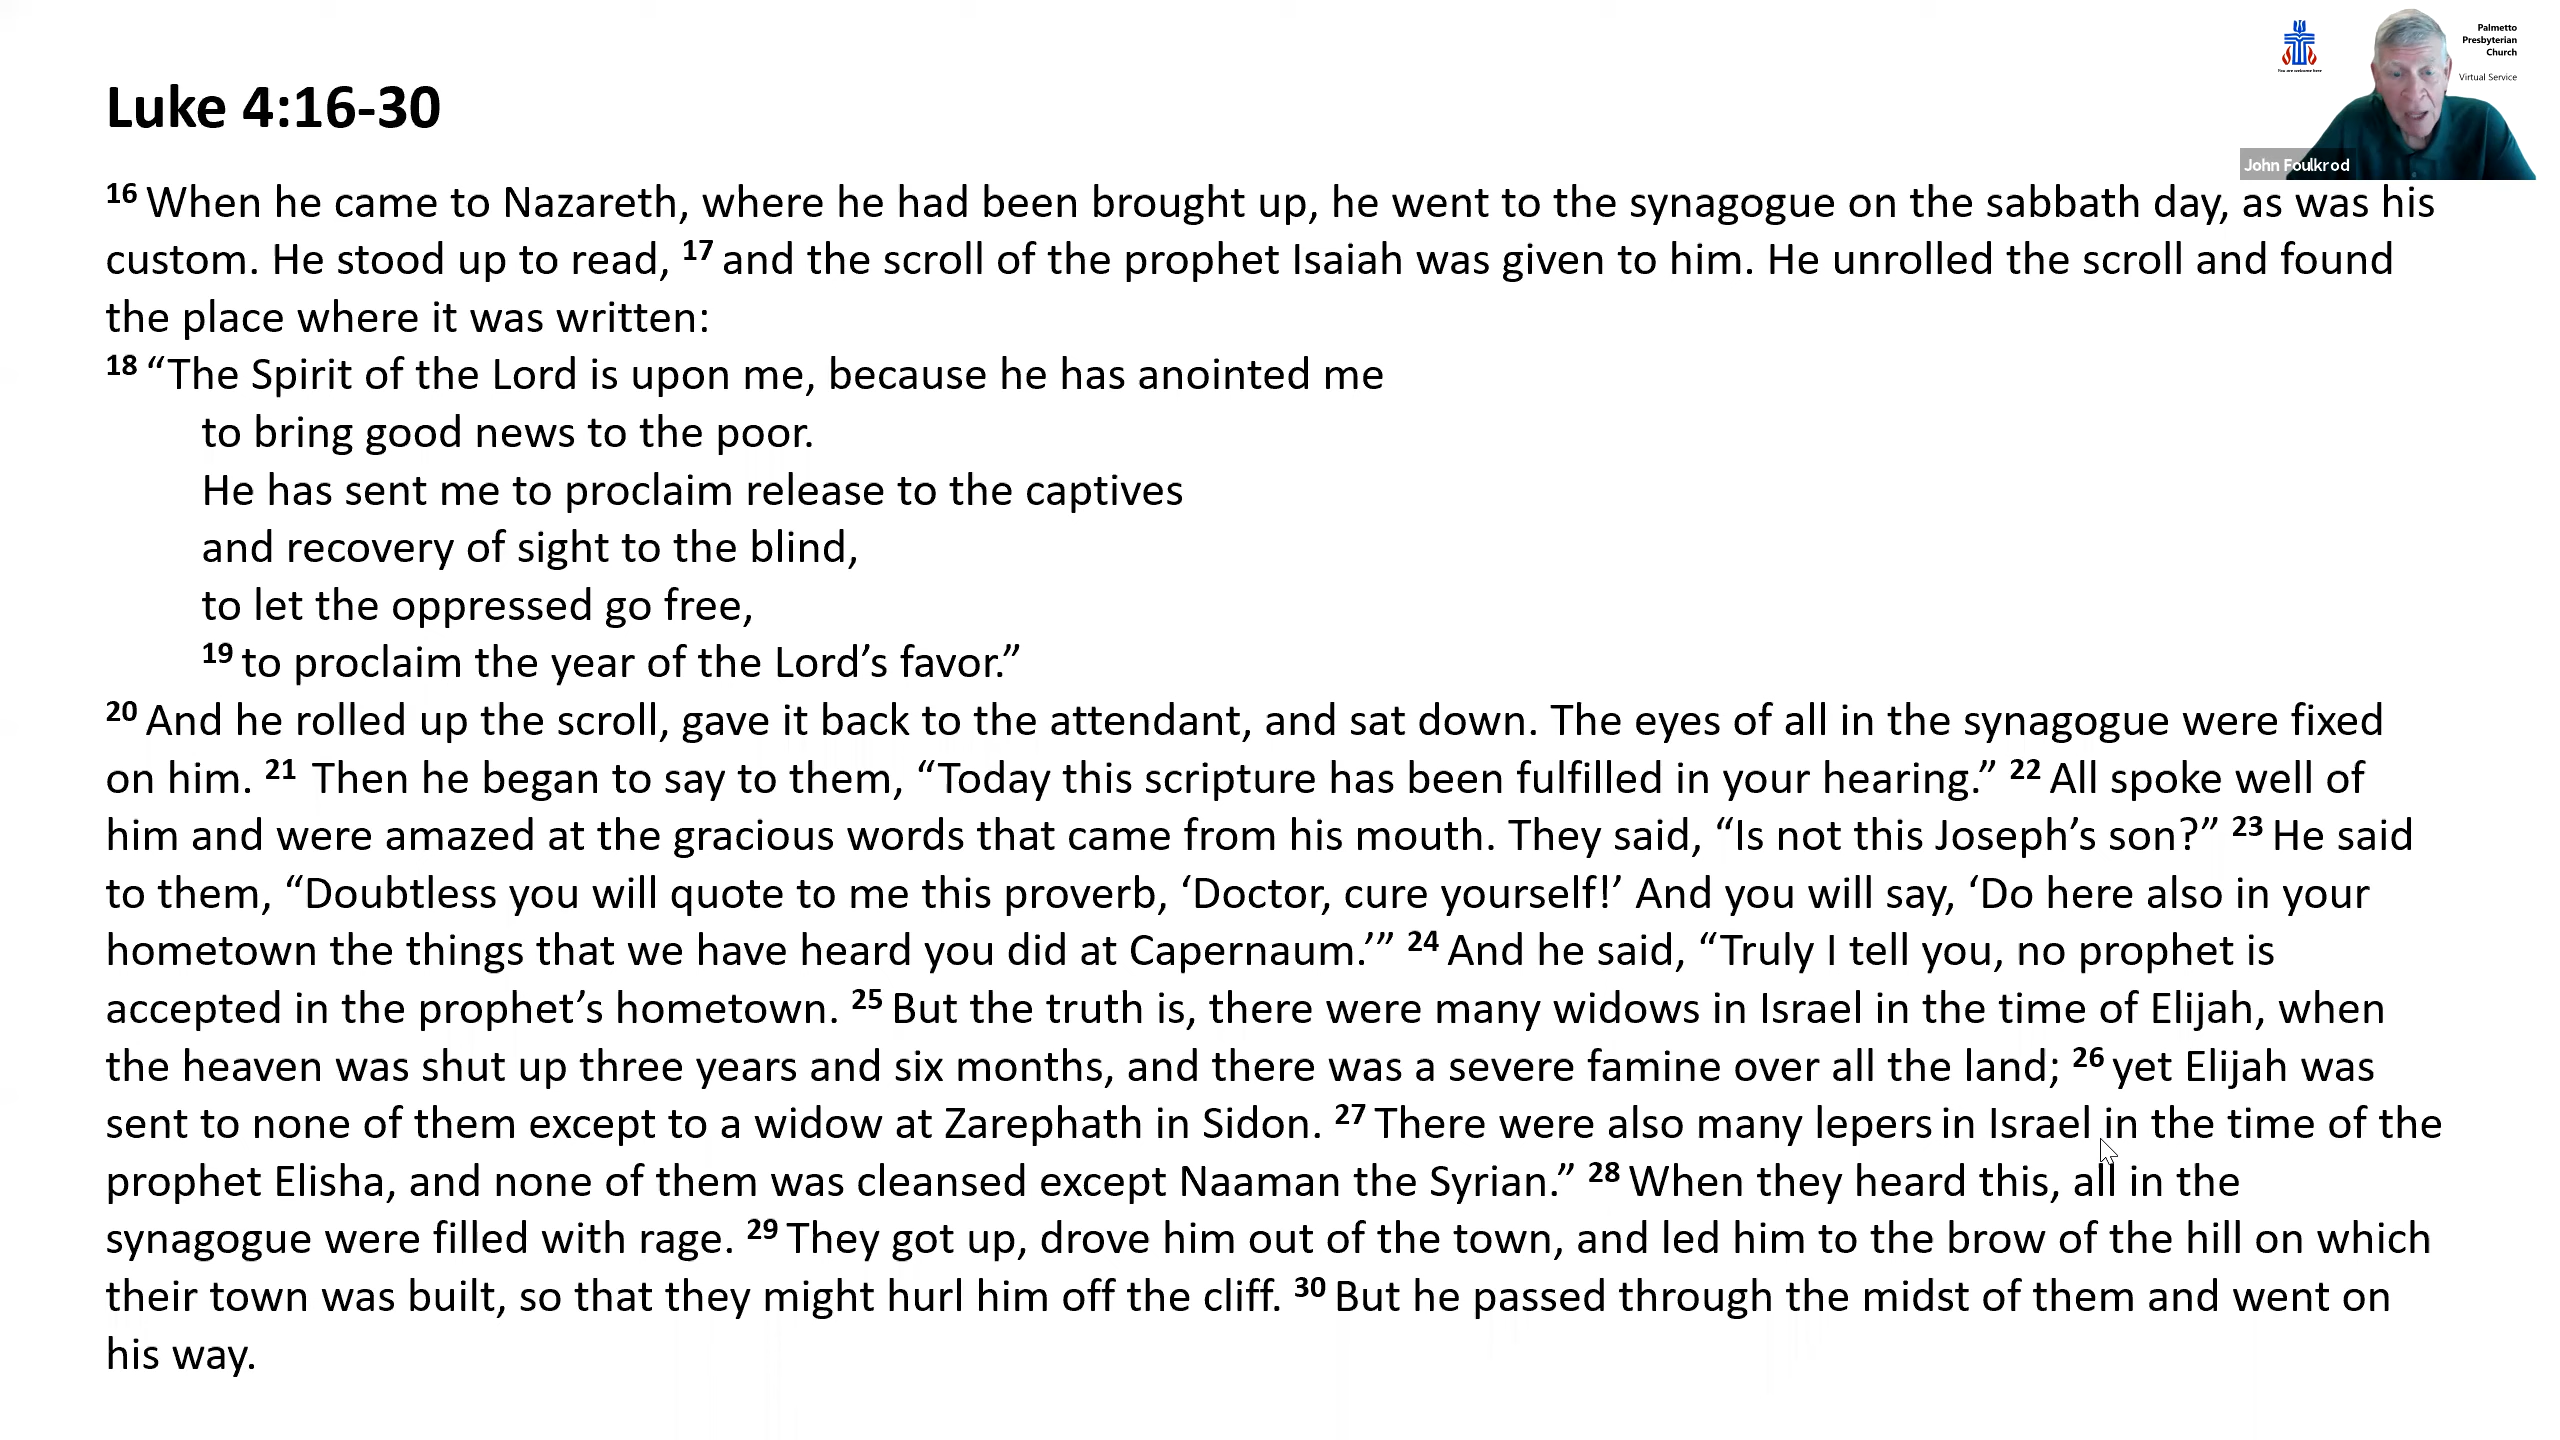 Luke 4:16-30
You are welcome here
Palmetto
Presbyterian
Church
Virtual Service
John Foulkrod
16 When he came to Nazareth, where he had been brought up, he went to the synagogue on the sabbath day, as was his
custom. He stood up to read, 17 and the scroll of the prophet Isaiah was given to him. He unrolled the scroll and found
the place where it was written:
18 “The Spirit of the Lord is upon me, because he has anointed me
to bring good news to the poor.
He has sent me to proclaim release to the captives
and recovery of sight to the blind,
to let the oppressed go free,
19 to proclaim the year of the Lord’s favor.”
20 And he rolled up the scroll, gave it back to the attendant, and sat down. The eyes of all in the synagogue were fixed
on him. 21 Then he began to say to them, “Today this scripture has been fulfilled in your hearing.” 22 All spoke well of
him and were amazed at the gracious words that came from his mouth. They said, “Is not this Joseph’s son?” 23 He said
to them, “Doubtless you will quote to me this proverb, ‘Doctor, cure yourself!’ And you will say, ‘Do here also in your
hometown the things that we have heard you did at Capernaum.’” 24 And he said, “Truly I tell you, no prophet is
accepted in the prophet’s hometown. 25 But the truth is, there were many widows in Israel in the time of Elijah, when
the heaven was shut up three years and six months, and there was a severe famine over all the land; 26 yet Elijah was
sent to none of them except to a widow at Zarephath in Sidon. 27 There were also many lepers in Israel in the time of the
prophet Elisha, and none of them was cleansed except Naaman the Syrian.” 28 When they heard this, all in the
synagogue were filled with rage. 29 They got up, drove him out of the town, and led him to the brow of the hill on which
their town was built, so that they might hurl him off the cliff. 30 But he passed through the midst of them and went on
his way.